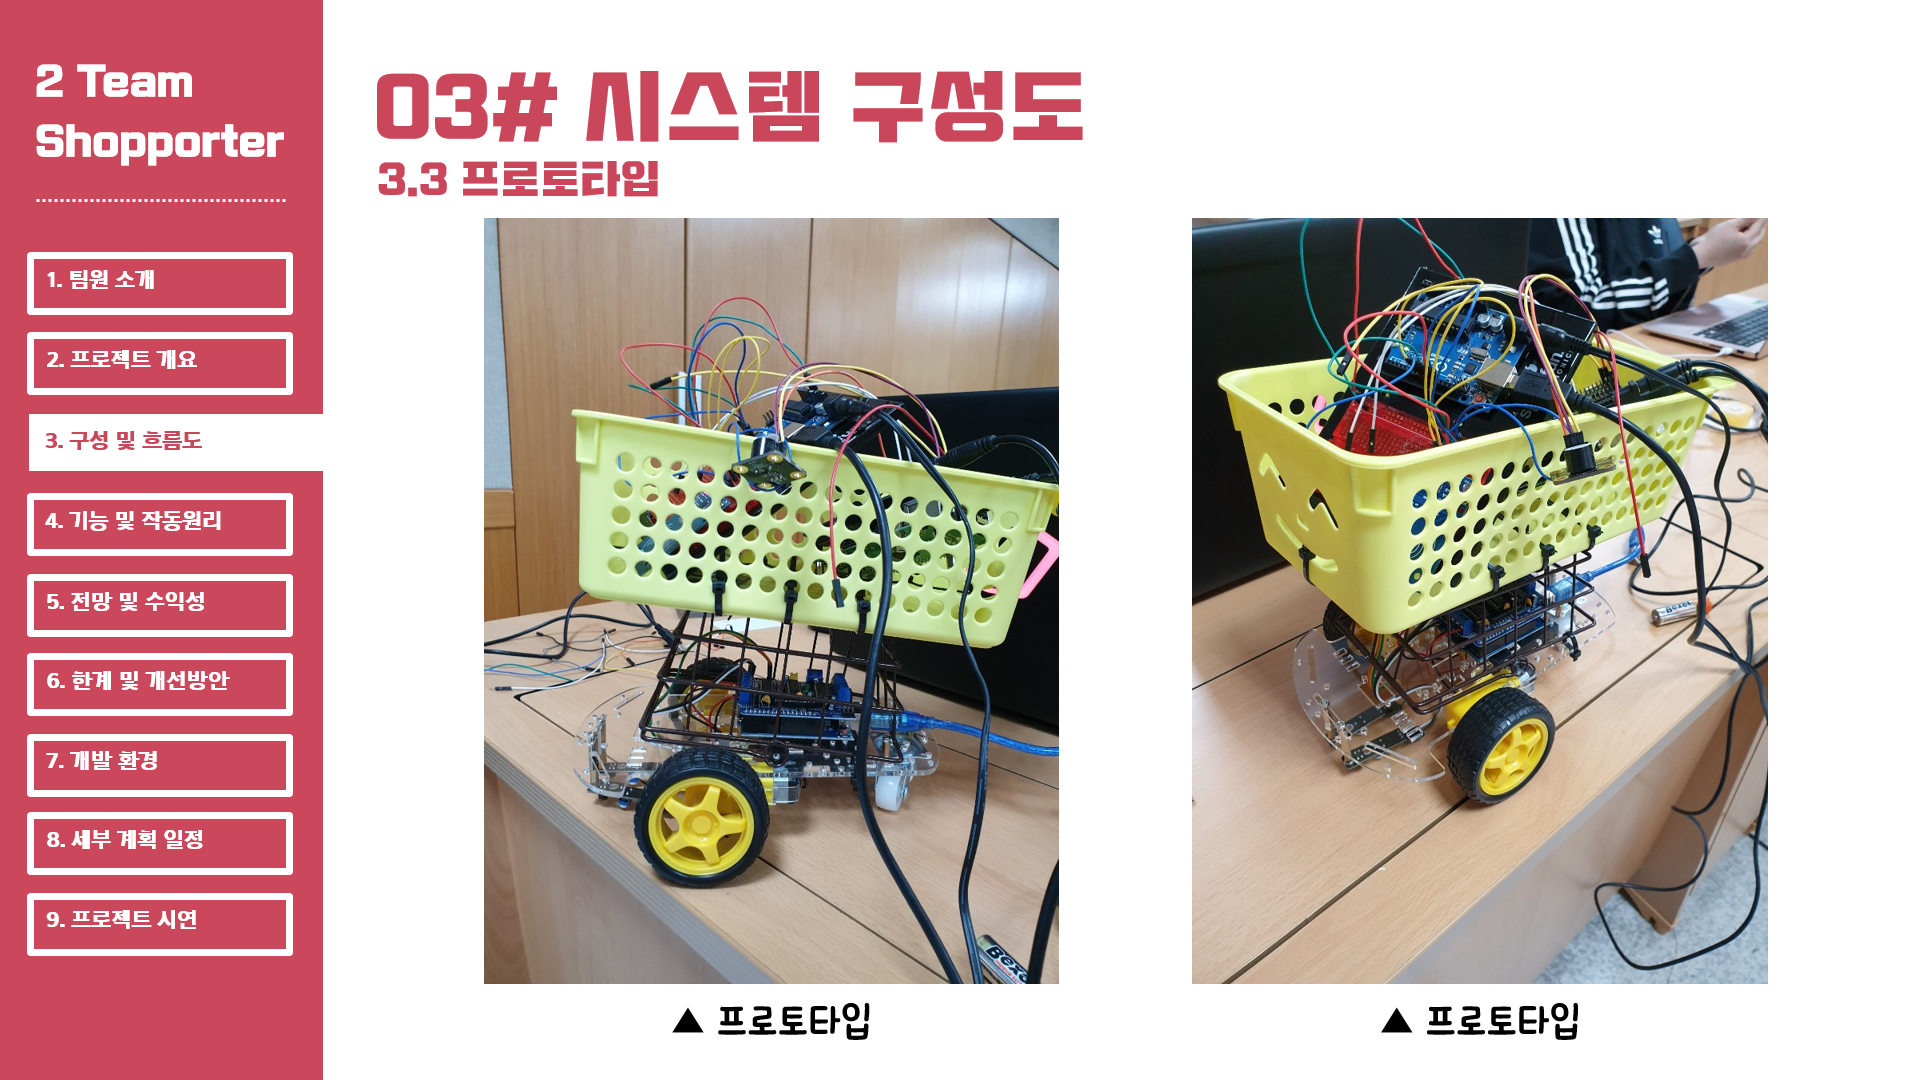 2 Team
Shopporter
1. 팀원 소개
2. 프로젝트 개요
3. 구성 및 흐름도
4. 기능 및 작동원리
5. 전망 및 수익성
6. 한계 및 개선방안
7. 개발 환경
8. 세부 계획 일정
9. 프로젝트 시연
03# 시스템 구성도
3.3 프로토타입
▲ 프로토타입
▲ 프로토타입